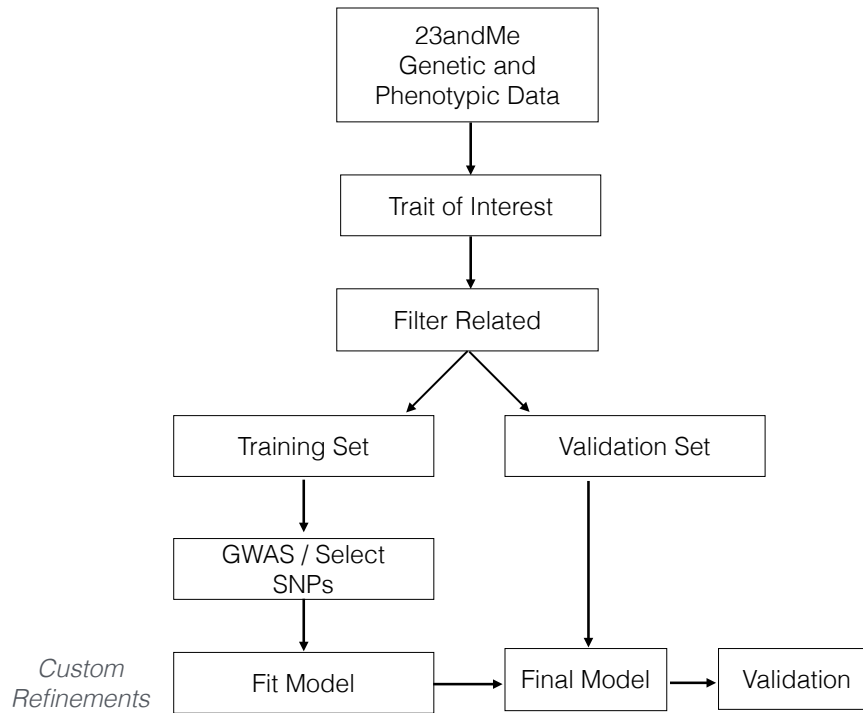 23andMe
Genetic and
Phenotypic Data
Trait of Interest
Filter Related
Training Set
Validation Set
GWAS / Select
SNPs
Custom
Refinements
Fit Model
Final Model
Validation